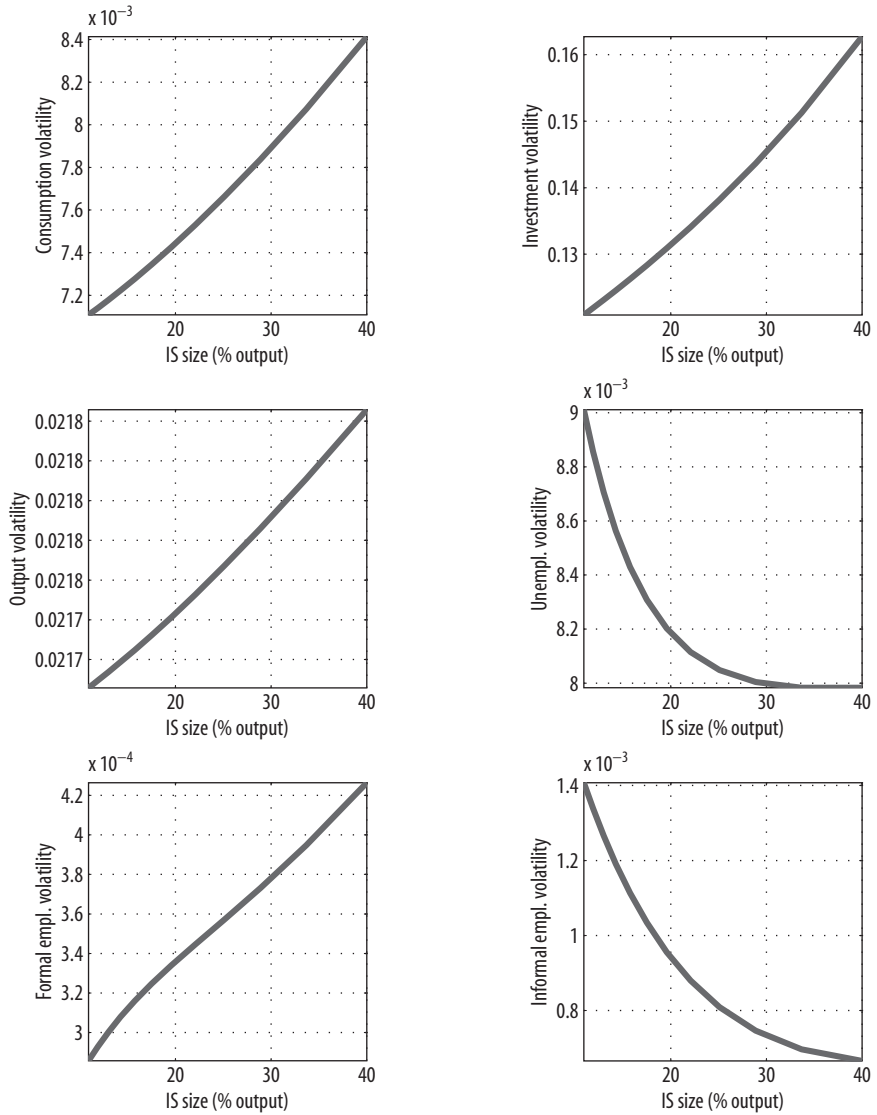 x 10⁻³
8.4
8.2
8
7.8
7.6
7.4
7.2
Consumption volatility
20 30 40
IS size (% output)
0.16
0.15
0.14
0.13
Investment volatility
20 30 40
IS size (% output)
0.0218
0.0218
0.0218
0.0218
0.0218
0.0217
0.0217
Output volatility
20 30 40
IS size (% output)
x 10⁻³
9
8.8
8.6
8.4
8.2
8
Unempl. volatility
20 30 40
IS size (% output)
x 10⁻⁴
4.2
4
3.8
3.6
3.4
3.2
3
Formal empl. volatility
20 30 40
IS size (% output)
x 10⁻³
1.4
1.2
1
0.8
Informal empl. volatility
20 30 40
IS size (% output)